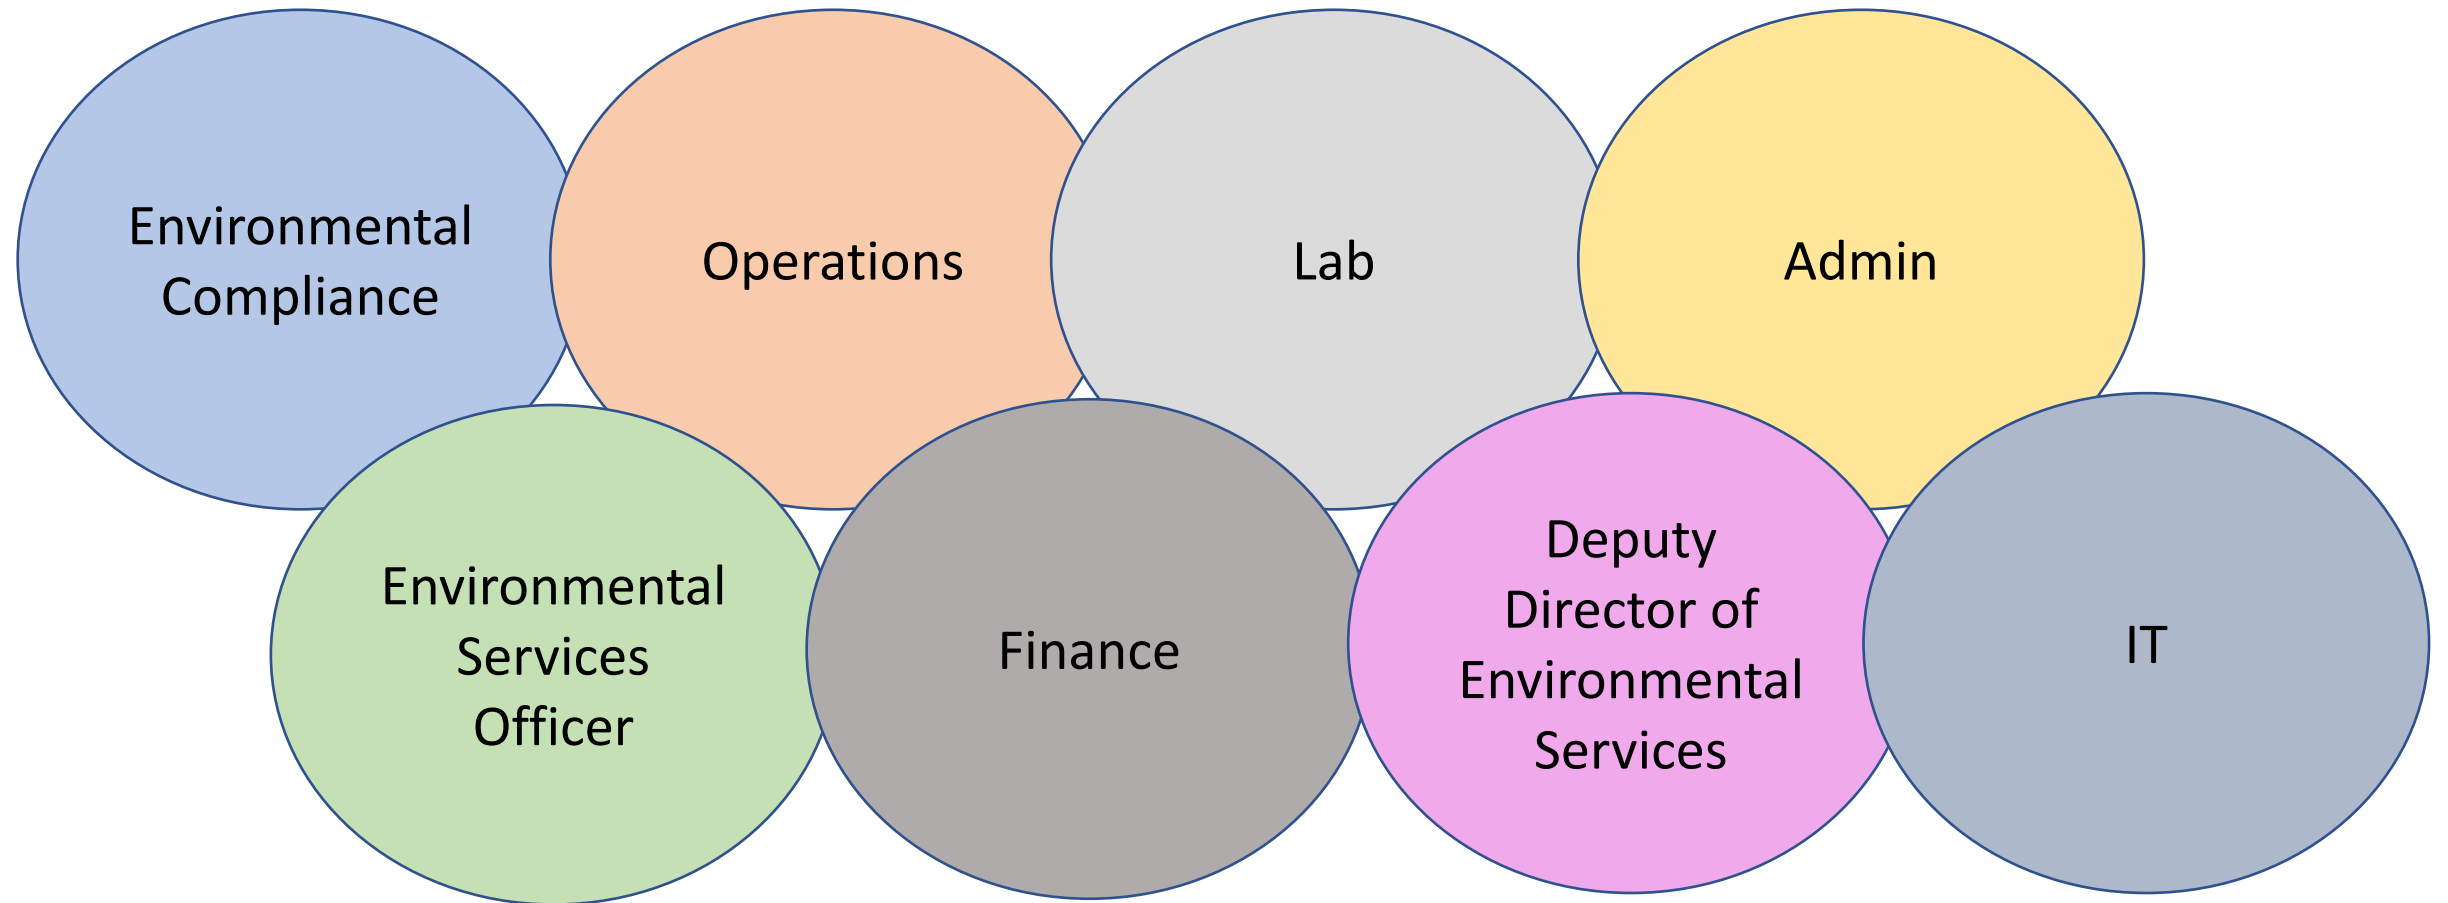 Environmental
Compliance
Operations
Lab
Admin
Environmental
Services
Officer
Finance
Deputy
Director of
Environmental
Services
IT